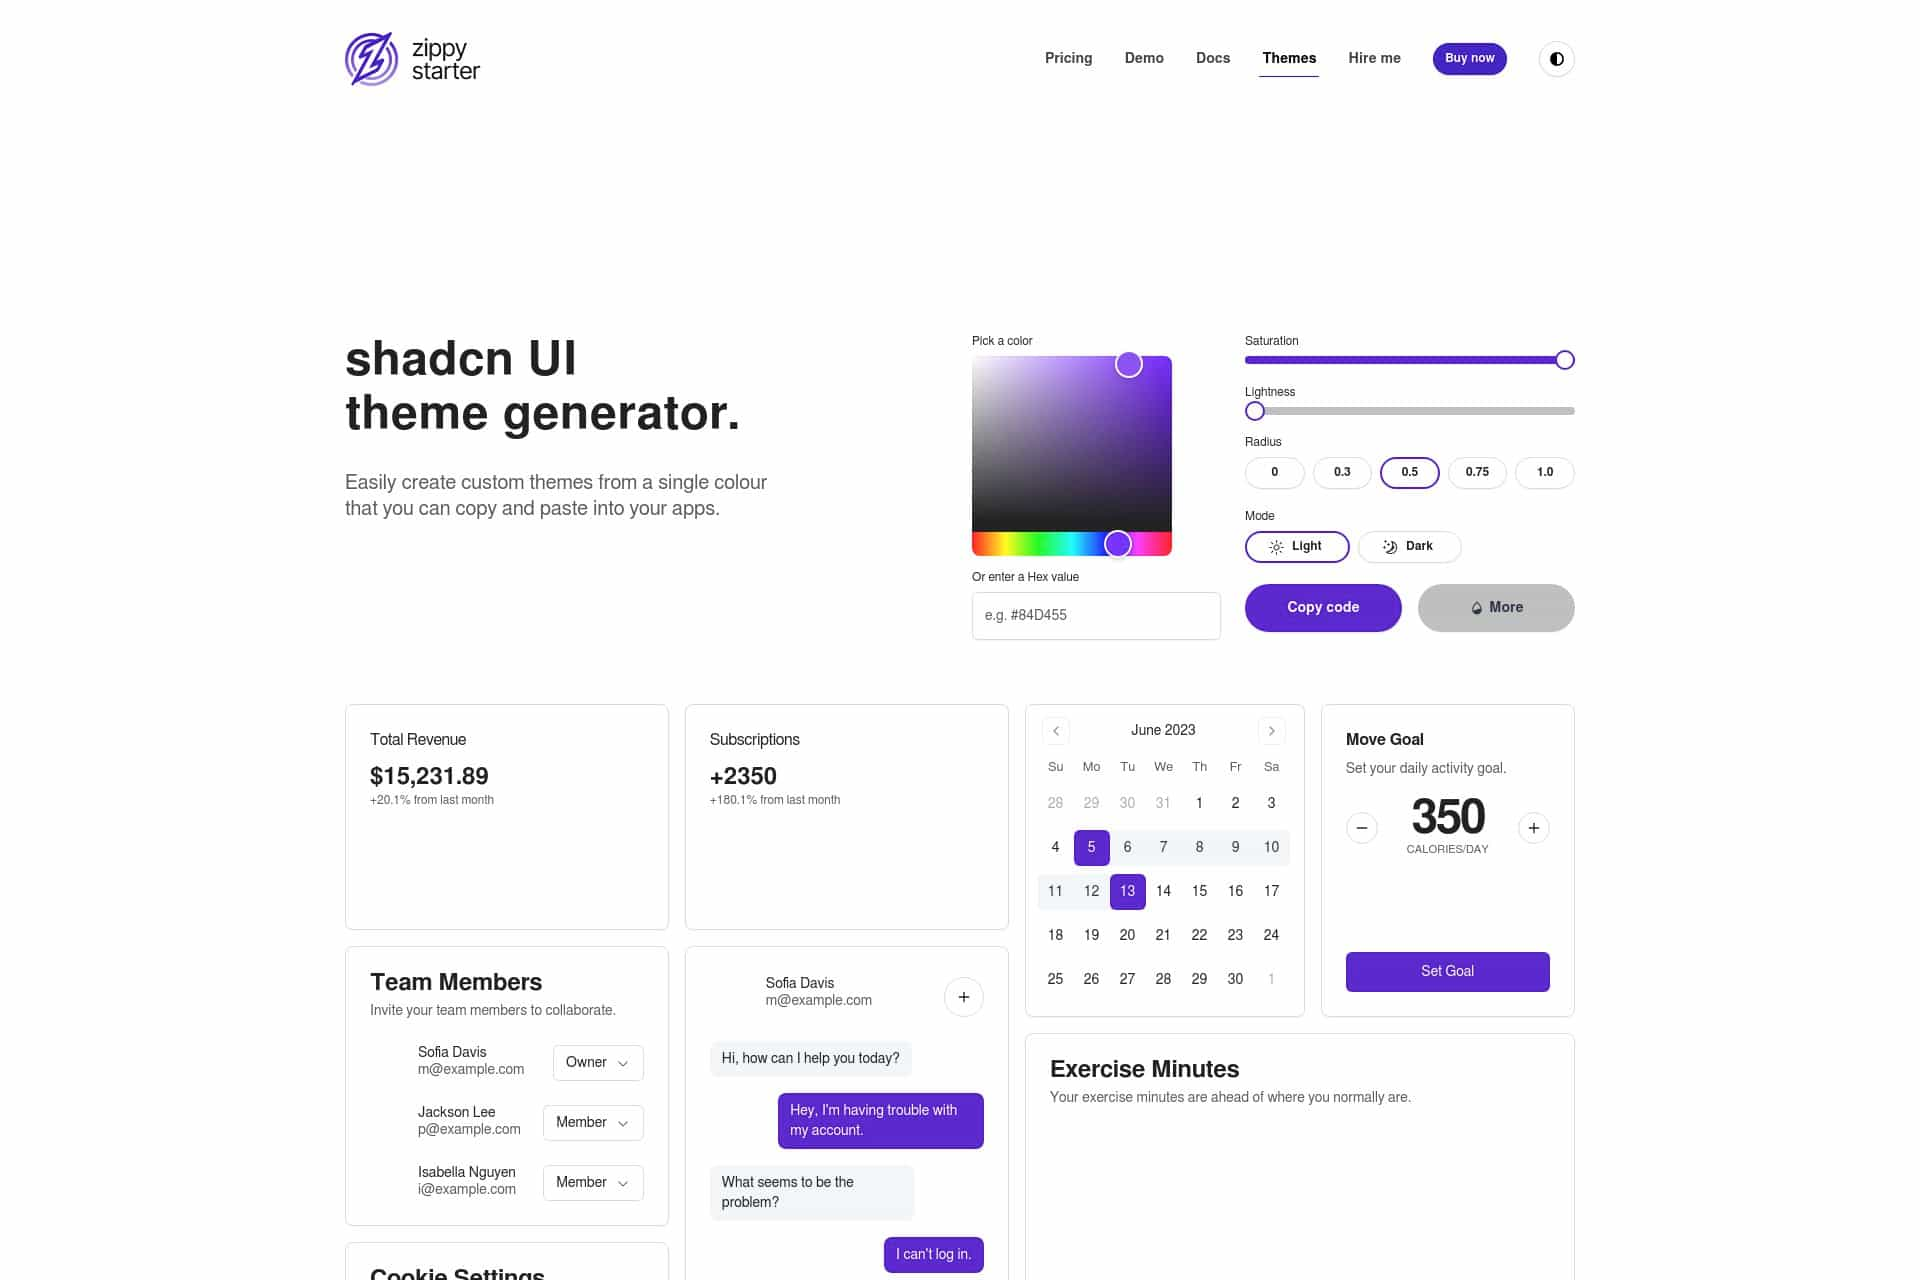 zippy
starter
Pricing
Demo
Docs
Themes
Hire me
Buy now
shadcn UI
theme generator.
Easily create custom themes from a single colour
that you can copy and paste into your apps.
Pick a color
Or enter a Hex value
e.g. #84D455
Saturation
Lightness
Radius
0 0.3 0.5 0.75 1.0
Mode
Light Dark
Copy code More
Total Revenue
$15,231.89
+20.1% from last month
Subscriptions
+2350
+180.1% from last month
June 2023
Su Mo Tu We Th Fr Sa
28 29 30 31 1 2 3
4 5 6 7 8 9 10
11 12 13 14 15 16 17
18 19 20 21 22 23 24
25 26 27 28 29 30 1
Move Goal
Set your daily activity goal.
350
CALORIES/DAY
Set Goal
Team Members
Invite your team members to collaborate.
Sofia Davis
m@example.com
Owner
Jackson Lee
p@example.com
Member
Isabella Nguyen
i@example.com
Member
Sofia Davis
m@example.com
Hi, how can I help you today?
Hey, I'm having trouble with
my account.
What seems to be the
problem?
I can't log in.
Exercise Minutes
Your exercise minutes are ahead of where you normally are.
Cookie Settings